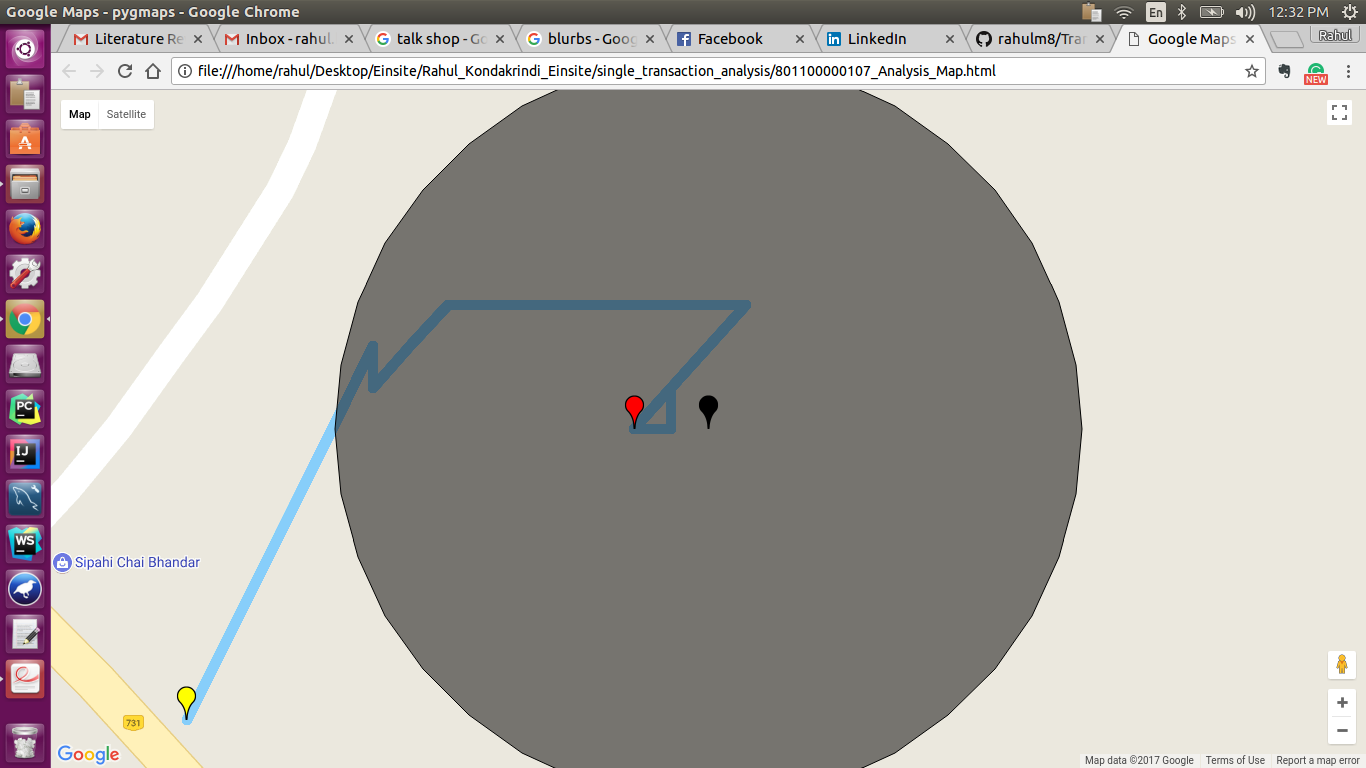 Google Maps - pygmaps - Google Chrome
En
12:32 PM
Literature Re
Inbox - rahul.
talk shop - Go
blurbs - Goog
Facebook
LinkedIn
rahulm8/Tran
Google Maps
Rahul
file:///home/rahul/Desktop/Einsite/Rahul_Kondakrindi_Einsite/single_transaction_analysis/801100000107_Analysis_Map.html
NEW
Map
Satellite
PC
IJ
WS
Sipahi Chai Bhandar
731
Google
+
−
Map data ©2017 Google
Terms of Use
Report a map error